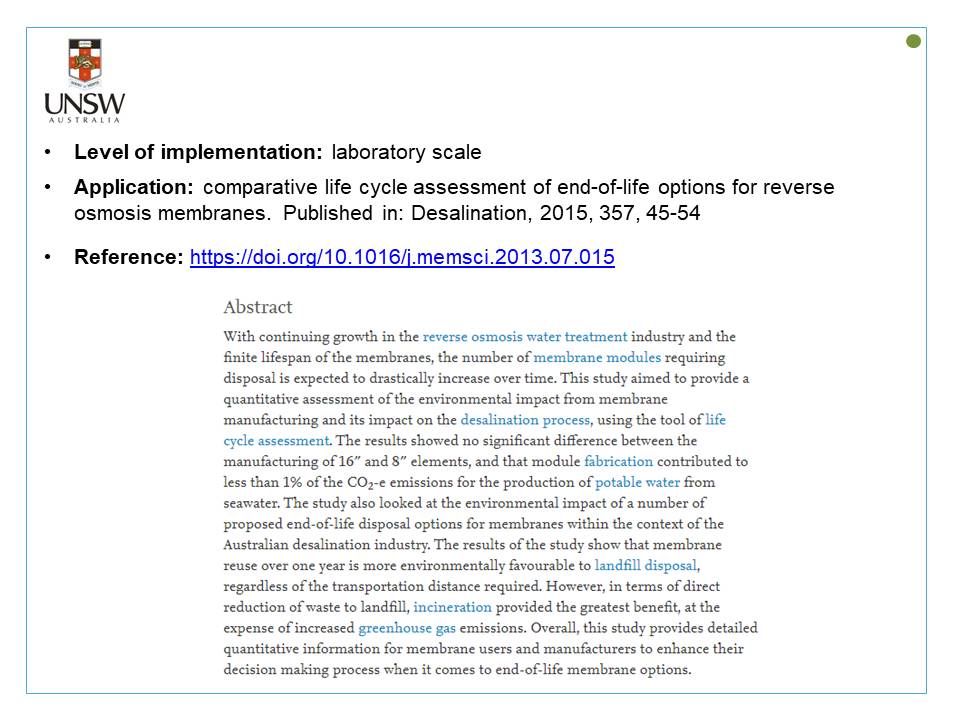 UNSW
AUSTRALIA
• Level of implementation: laboratory scale
• Application: comparative life cycle assessment of end-of-life options for reverse
osmosis membranes. Published in: Desalination, 2015, 357, 45-54
• Reference: https://doi.org/10.1016/j.memsci.2013.07.015
Abstract
With continuing growth in the reverse osmosis water treatment industry and the
finite lifespan of the membranes, the number of membrane modules requiring
disposal is expected to drastically increase over time. This study aimed to provide a
quantitative assessment of the environmental impact from membrane
manufacturing and its impact on the desalination process, using the tool of life
cycle assessment. The results showed no significant difference between the
manufacturing of 16″ and 8″ elements, and that module fabrication contributed to
less than 1% of the CO₂-e emissions for the production of potable water from
seawater. The study also looked at the environmental impact of a number of
proposed end-of-life disposal options for membranes within the context of the
Australian desalination industry. The results of the study show that membrane
reuse over one year is more environmentally favourable to landfill disposal,
regardless of the transportation distance required. However, in terms of direct
reduction of waste to landfill, incineration provided the greatest benefit, at the
expense of increased greenhouse gas emissions. Overall, this study provides detailed
quantitative information for membrane users and manufacturers to enhance their
decision making process when it comes to end-of-life membrane options.